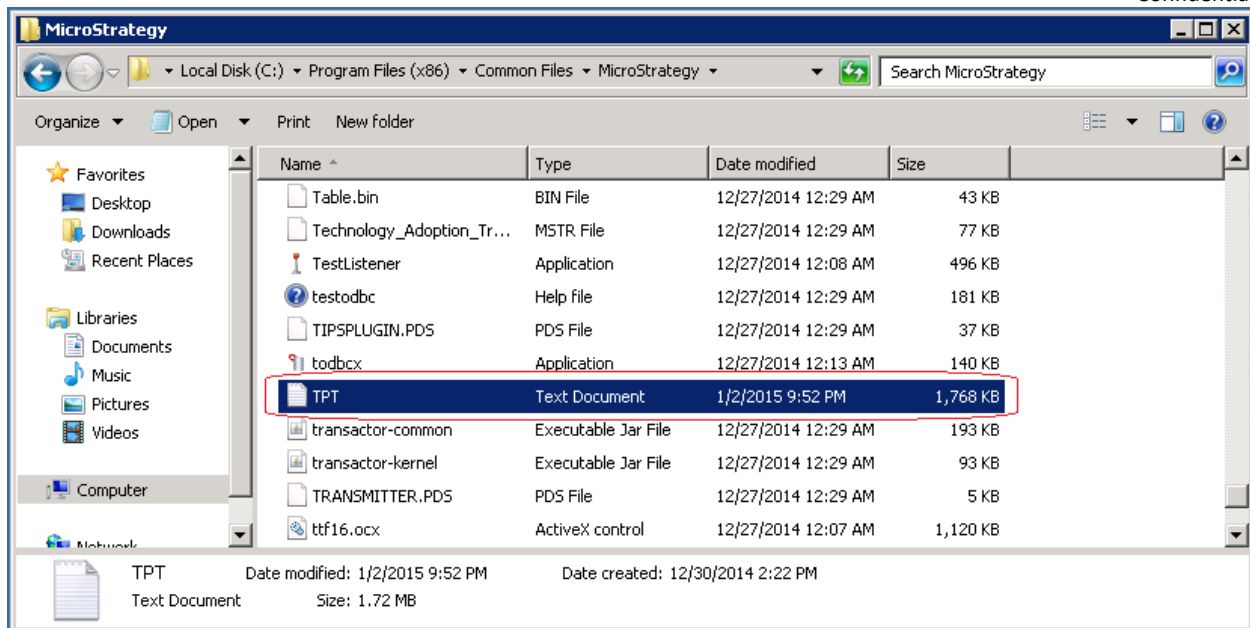 MicroStrategy
Local Disk (C:) Program Files (x86) Common Files MicroStrategy Search MicroStrategy
Organize Open Print New folder
Favorites
Desktop
Downloads
Recent Places
Libraries
Documents
Music
Pictures
Videos
Computer
Network
Name Type Date modified Size
Table.bin BIN File 12/27/2014 12:29 AM 43 KB
Technology_Adoption_Tr... MSTR File 12/27/2014 12:29 AM 77 KB
TestListener Application 12/27/2014 12:08 AM 496 KB
testodbc Help file 12/27/2014 12:29 AM 181 KB
TIPSPLUGIN.PDS PDS File 12/27/2014 12:29 AM 37 KB
todbcx Application 12/27/2014 12:13 AM 140 KB
TPT Text Document 1/2/2015 9:52 PM 1,768 KB
transactor-common Executable Jar File 12/27/2014 12:29 AM 193 KB
transactor-kernel Executable Jar File 12/27/2014 12:29 AM 93 KB
TRANSMITTER.PDS PDS File 12/27/2014 12:29 AM 5 KB
ttf16.ocx ActiveX control 12/27/2014 12:07 AM 1,120 KB
TPT Date modified: 1/2/2015 9:52 PM Date created: 12/30/2014 2:22 PM
Text Document Size: 1.72 MB